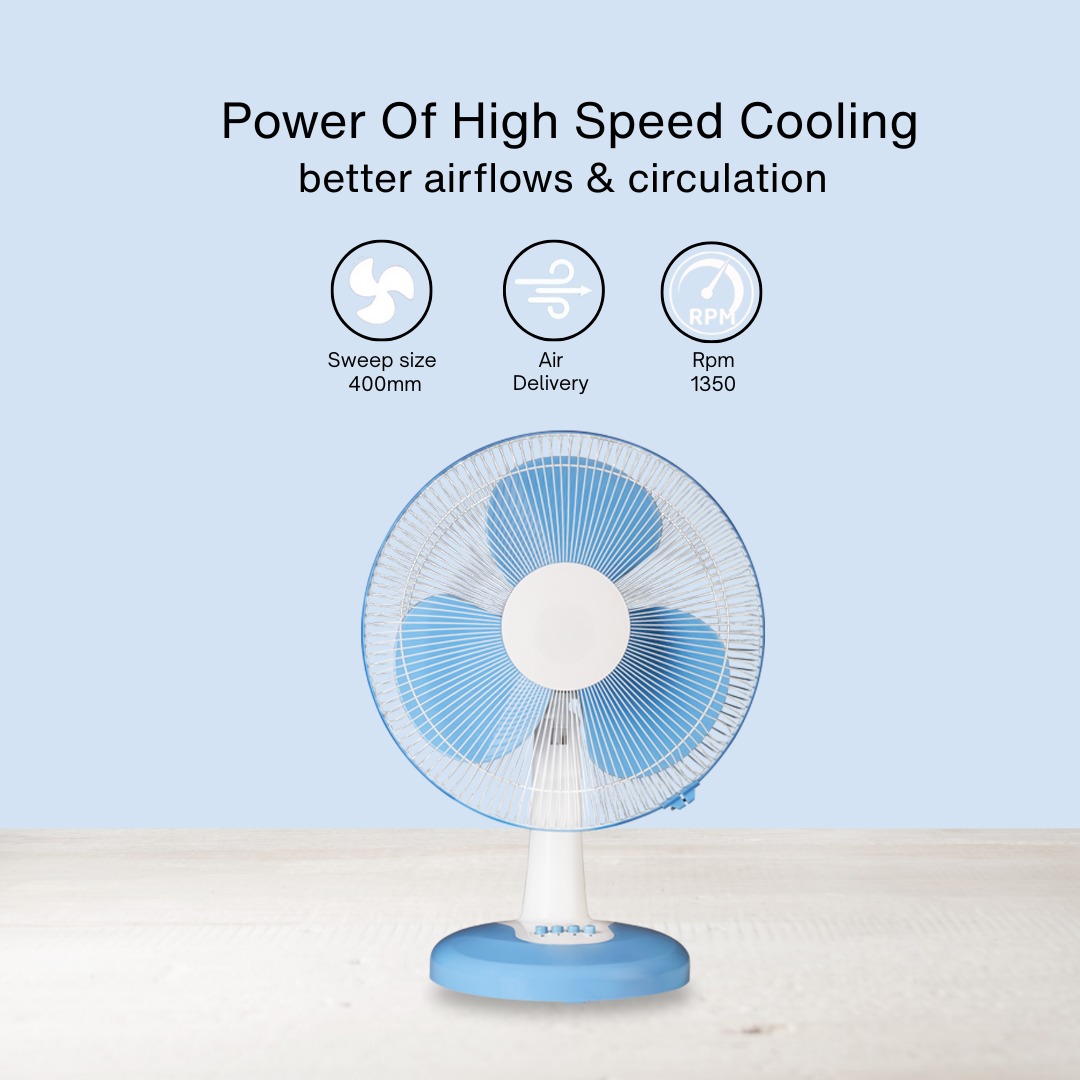 Power Of High Speed Cooling
better airflows & circulation
RPM
Sweep size
400mm
Air
Delivery
Rpm
1350